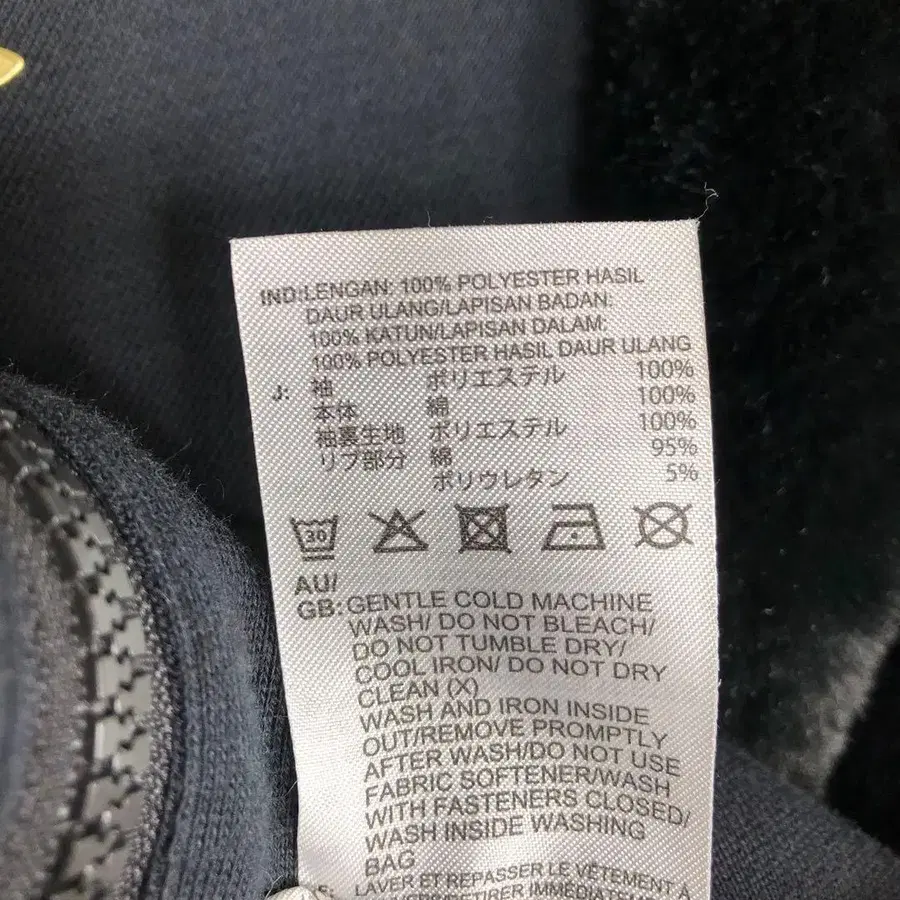 IND:LENGAN: 100% POLYESTER HASIL
DAUR ULANG/LAPISAN BADAN:
100% KATUN/LAPISAN DALAM:
100% POLYESTER HASIL DAUR ULANG
J: 袖 ポリエステル 100%
本体 綿 100%
袖裏生地 ポリエステル 100%
リブ部分 綿 95%
ポリウレタン 5%
30
AU/
GB:GENTLE COLD MACHINE
WASH/ DO NOT BLEACH/
DO NOT TUMBLE DRY/
COOL IRON/ DO NOT DRY
CLEAN (X)
WASH AND IRON INSIDE
OUT/REMOVE PROMPTLY
AFTER WASH/DO NOT USE
FABRIC SOFTENER/WASH
WITH FASTENERS CLOSED/
WASH INSIDE WASHING
BAG
LAVER ET REPASSER LE VÊTEMENT À